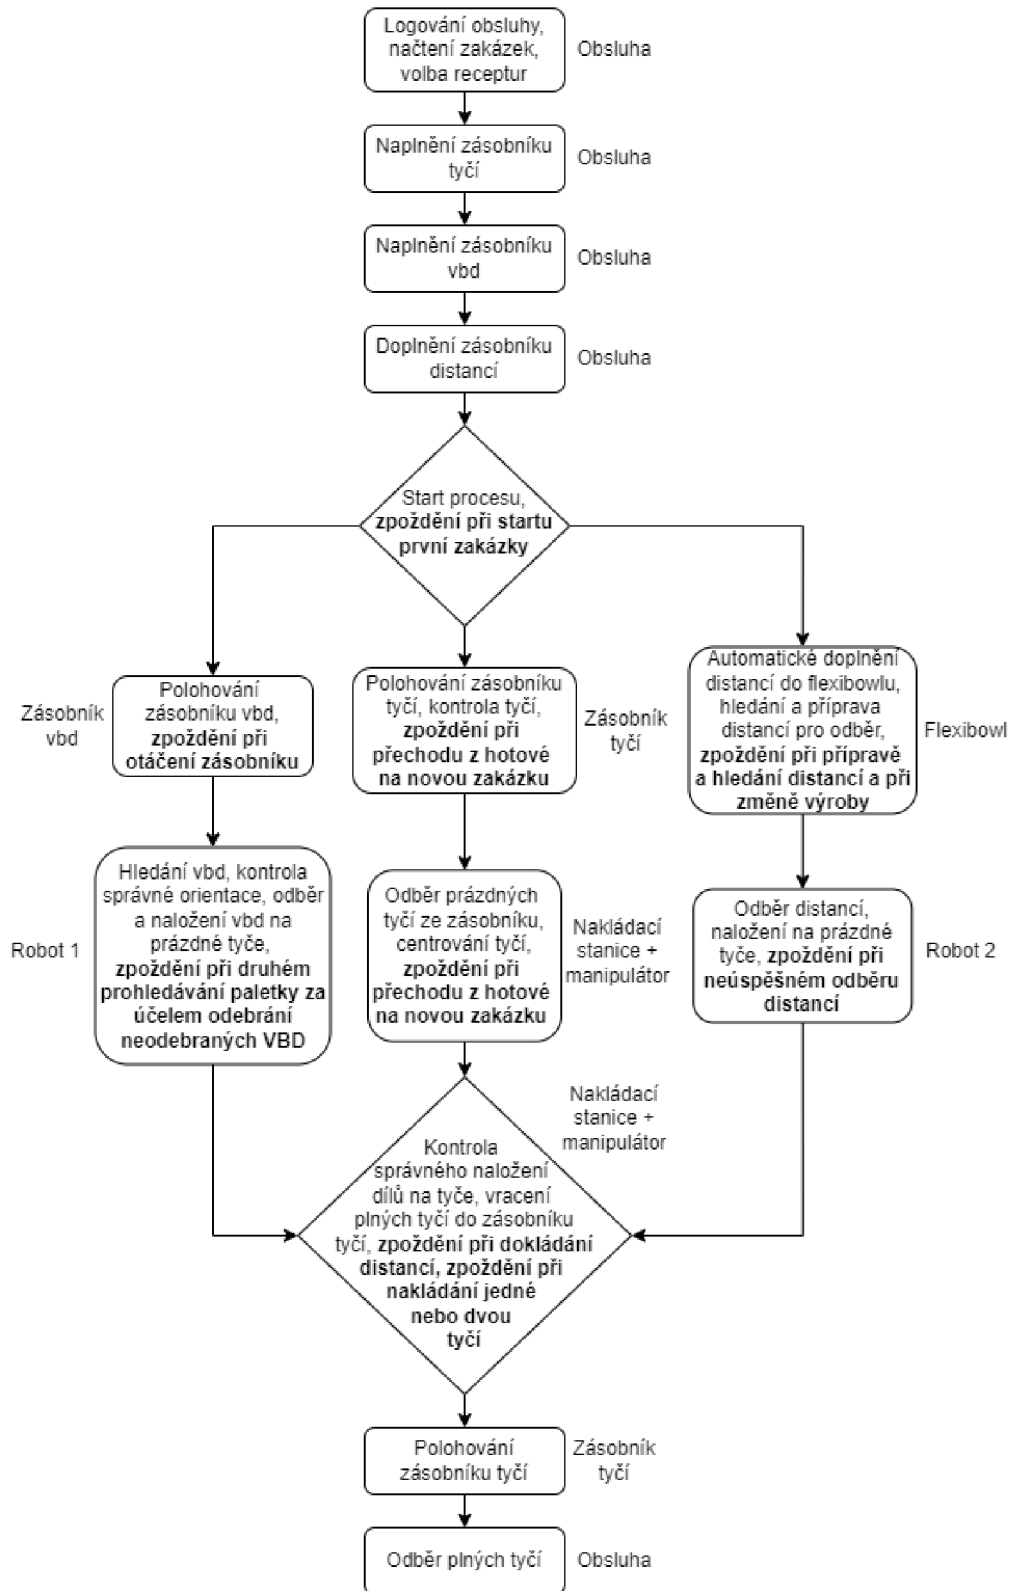 Logování obsluhy,
načtení zakázek,
volba receptur
Obsluha
Naplnění zásobníku
tyčí
Obsluha
Naplnění zásobníku
vbd
Obsluha
Doplnění zásobníku
distancí
Obsluha
Start procesu,
zpoždění při startu
první zakázky
Zásobník
vbd
Polohování
zásobníku vbd,
zpoždění při
otáčení zásobníku
Polohování zásobníku
tyčí, kontrola tyčí,
zpoždění při
přechodu z hotové
na novou zakázku
Zásobník
tyčí
Automatické doplnění
distancí do flexibowlu,
hledání a příprava
distancí pro odběr,
zpoždění při přípravě
a hledání distancí a při
změně výroby
Flexibowl
Robot 1
Hledání vbd, kontrola
správné orientace, odběr
a naložení vbd na
prázdné tyče,
zpoždění při druhém
prohledávání paletky za
účelem odebrání
neodebraných VBD
Odběr prázdných
tyčí ze zásobníku,
centrování tyčí,
zpoždění při
přechodu z hotové
na novou zakázku
Nakládací
stanice +
manipulátor
Odběr distancí,
naložení na prázdné
tyče, zpoždění při
neúspěšném odběru
distancí
Robot 2
Nakládací
stanice +
manipulátor
Kontrola
správného naložení
dílů na tyče, vracení
plných tyčí do zásobníku
tyčí, zpoždění při dokládání
distancí, zpoždění při
nakládání jedné
nebo dvou
tyčí
Polohování
zásobníku tyčí
Zásobník
tyčí
Odběr plných tyčí
Obsluha